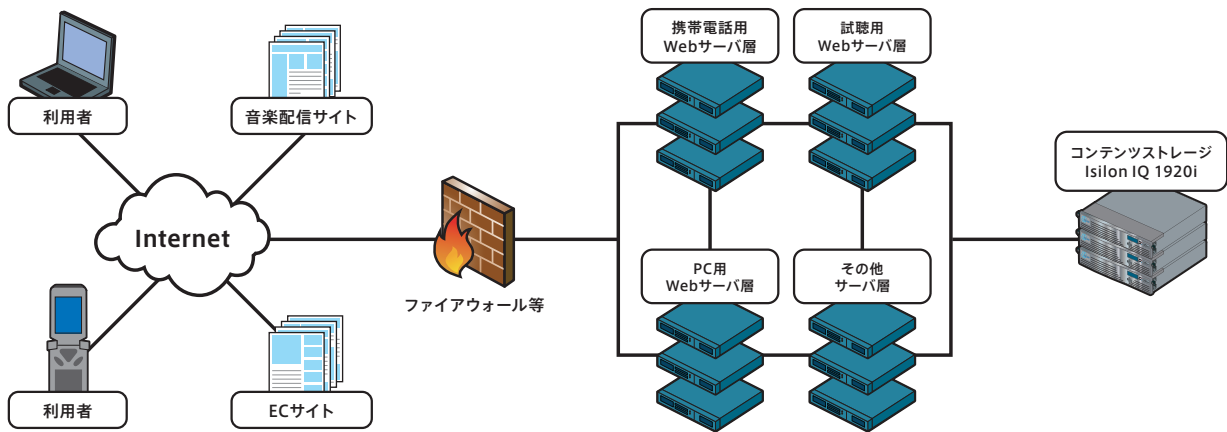 利用者
音楽配信サイト
Internet
利用者
ECサイト
ファイアウォール等
携帯電話用
Webサーバ層
試聴用
Webサーバ層
PC用
Webサーバ層
その他
サーバ層
コンテンツストレージ
Isilon IQ 1920i